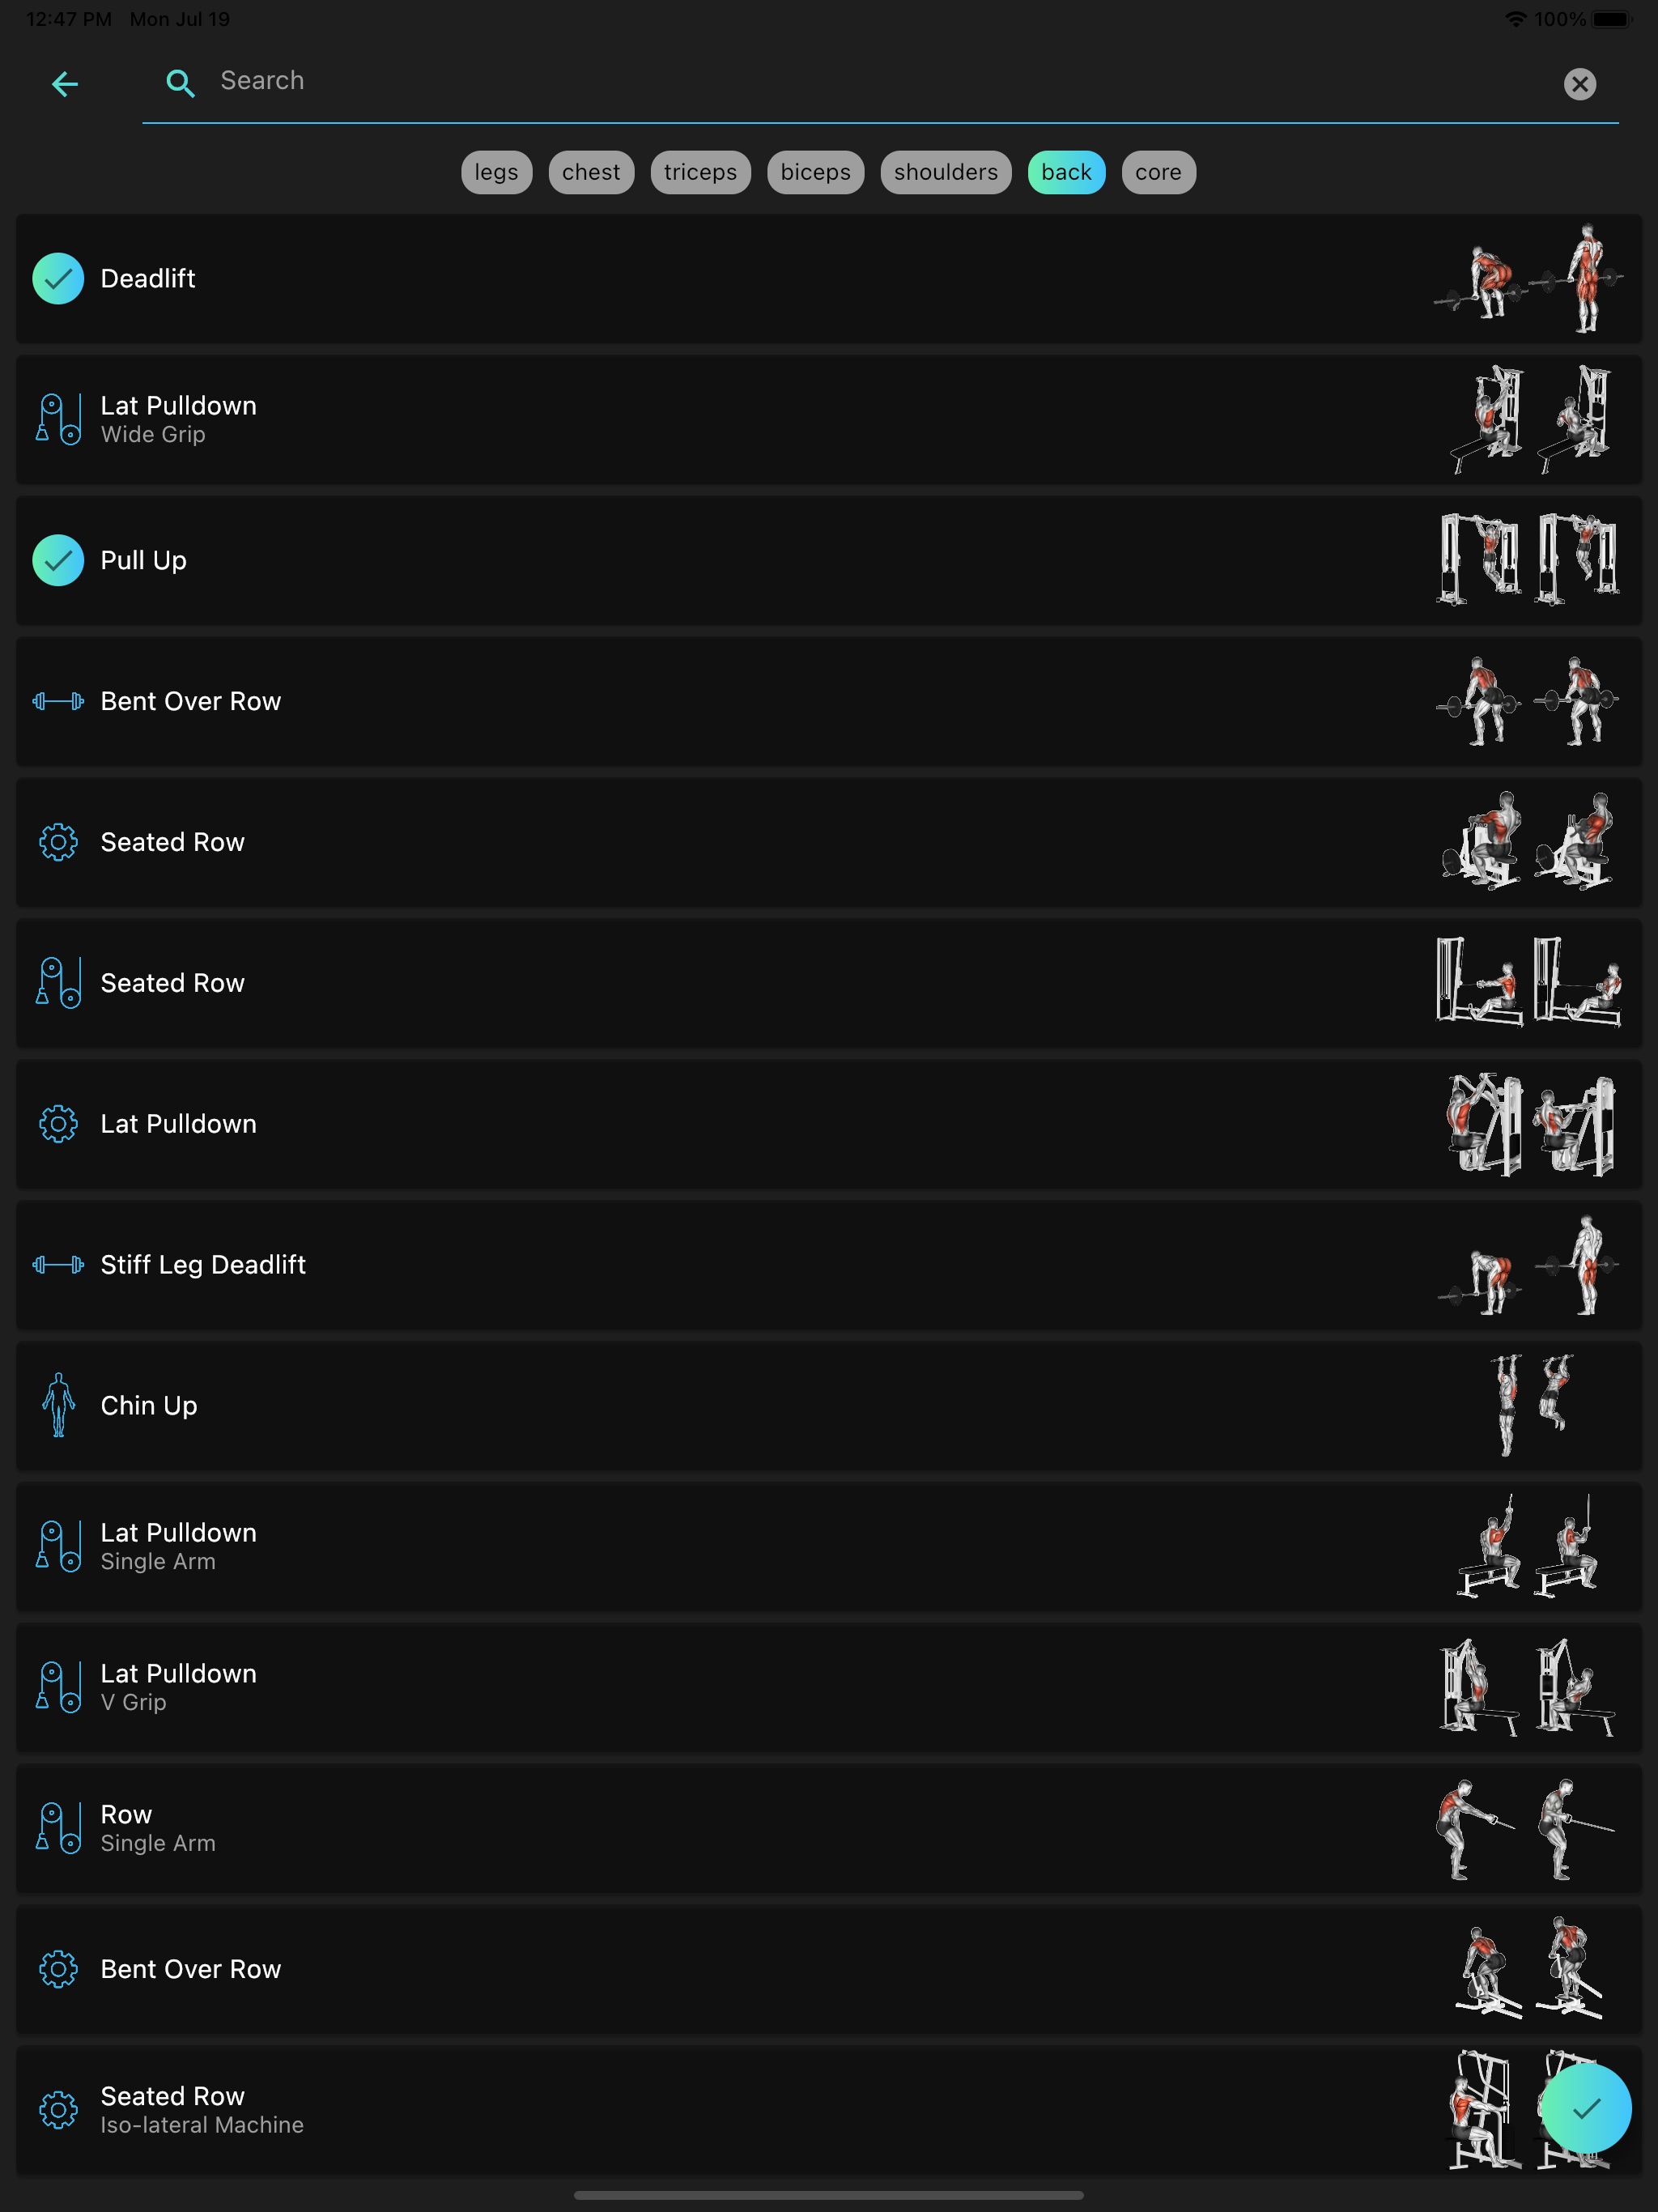 12:47 PM Mon Jul 19 100%
Search
legs chest triceps biceps shoulders back core
Deadlift
Lat Pulldown
Wide Grip
Pull Up
Bent Over Row
Seated Row
Seated Row
Lat Pulldown
Stiff Leg Deadlift
Chin Up
Lat Pulldown
Single Arm
Lat Pulldown
V Grip
Row
Single Arm
Bent Over Row
Seated Row
Iso-lateral Machine